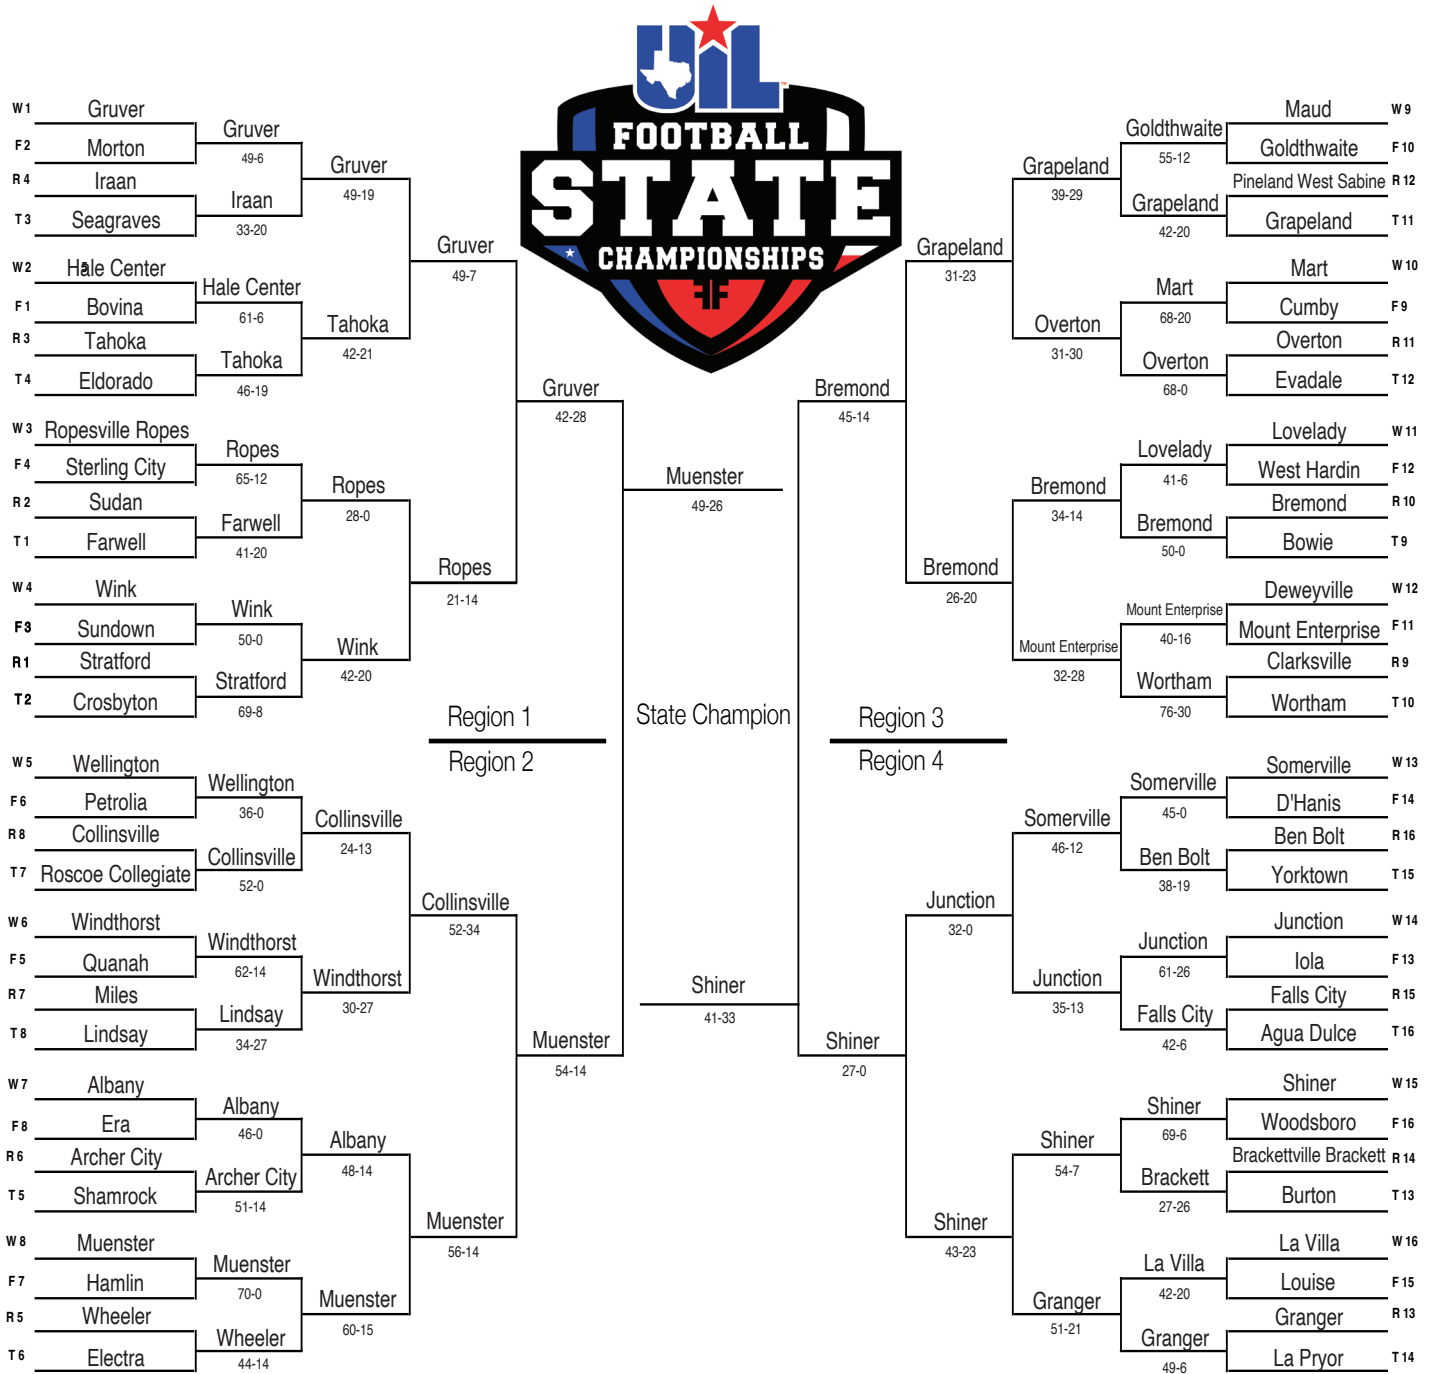 UIL
FOOTBALL
STATE
CHAMPIONSHIPS
W 1 Gruver
F 2 Morton
Gruver
49-6
R 4 Iraan
T 3 Seagraves
Iraan
33-20
Gruver
49-19
W 2 Hale Center
F 1 Bovina
Hale Center
61-6
R 3 Tahoka
T 4 Eldorado
Tahoka
46-19
Tahoka
42-21
Gruver
49-7
W 3 Ropesville Ropes
F 4 Sterling City
Ropes
65-12
R 2 Sudan
T 1 Farwell
Farwell
41-20
Ropes
28-0
W 4 Wink
F 3 Sundown
Wink
50-0
R 1 Stratford
T 2 Crosbyton
Stratford
69-8
Wink
42-20
Ropes
21-14
Gruver
42-28
Region 1
Region 2
W 5 Wellington
F 6 Petrolia
Wellington
36-0
R 8 Collinsville
T 7 Roscoe Collegiate
Collinsville
52-0
Collinsville
24-13
W 6 Windthorst
F 5 Quanah
Windthorst
62-14
R 7 Miles
T 8 Lindsay
Lindsay
34-27
Windthorst
30-27
Collinsville
52-34
W 7 Albany
F 8 Era
Albany
46-0
R 6 Archer City
T 5 Shamrock
Archer City
51-14
Albany
48-14
W 8 Muenster
F 7 Hamlin
Muenster
70-0
R 5 Wheeler
T 6 Electra
Wheeler
44-14
Muenster
60-15
Muenster
56-14
Muenster
54-14
Muenster
49-26
State Champion
Shiner
41-33
Maud W 9
Goldthwaite F 10
Goldthwaite
55-12
Pineland West Sabine R 12
Grapeland T 11
Grapeland
42-20
Grapeland
39-29
Mart W 10
Cumby F 9
Mart
68-20
Overton R 11
Evadale T 12
Overton
68-0
Overton
31-30
Grapeland
31-23
Lovelady W 11
West Hardin F 12
Lovelady
41-6
Bremond R 10
Bowie T 9
Bremond
50-0
Bremond
34-14
Deweyville W 12
Mount Enterprise F 11
Mount Enterprise
40-16
Clarksville R 9
Wortham T 10
Wortham
76-30
Mount Enterprise
32-28
Bremond
26-20
Bremond
45-14
Region 3
Region 4
Somerville W 13
D'Hanis F 14
Somerville
45-0
Ben Bolt R 16
Yorktown T 15
Ben Bolt
38-19
Somerville
46-12
Junction W 14
Iola F 13
Junction
61-26
Falls City R 15
Agua Dulce T 16
Falls City
42-6
Junction
35-13
Junction
32-0
Shiner W 15
Woodsboro F 16
Shiner
69-6
Brackettville Brackett R 14
Burton T 13
Brackett
27-26
Shiner
54-7
La Villa W 16
Louise F 15
La Villa
42-20
Granger R 13
La Pryor T 14
Granger
49-6
Granger
51-21
Shiner
43-23
Shiner
27-0